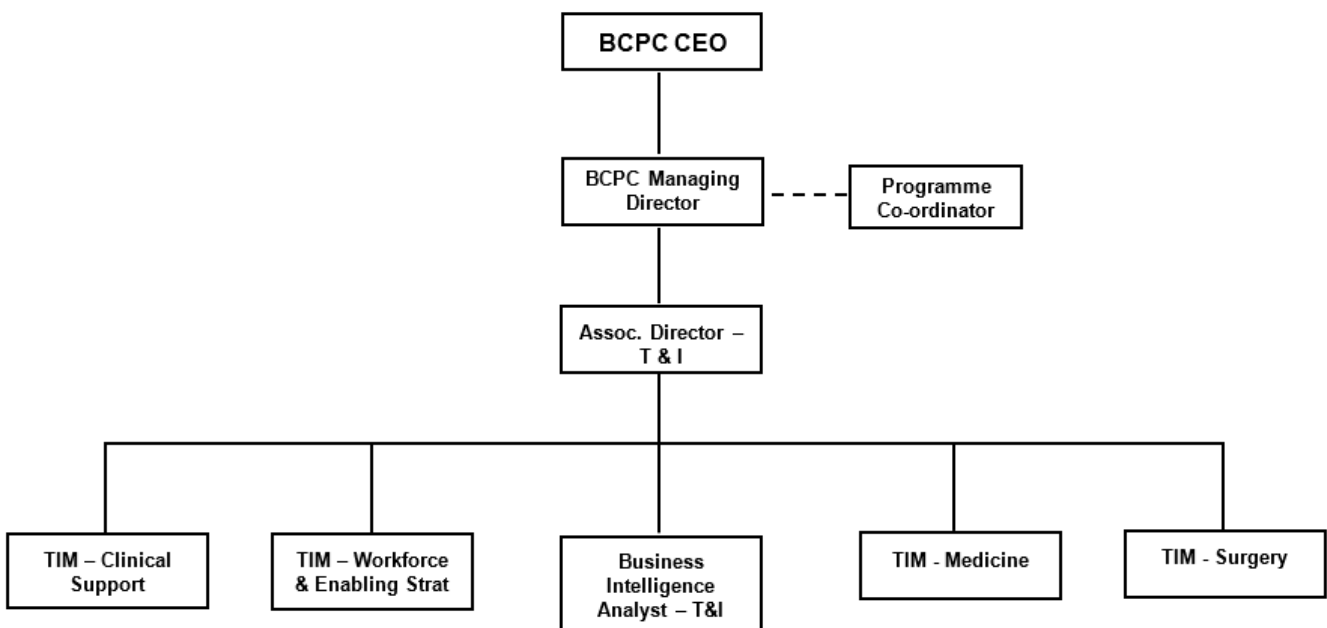 BCPC CEO
BCPC Managing
Director
Programme
Co-ordinator
Assoc. Director –
T & I
TIM – Clinical
Support
TIM – Workforce
& Enabling Strat
Business
Intelligence
Analyst – T&I
TIM - Medicine
TIM - Surgery